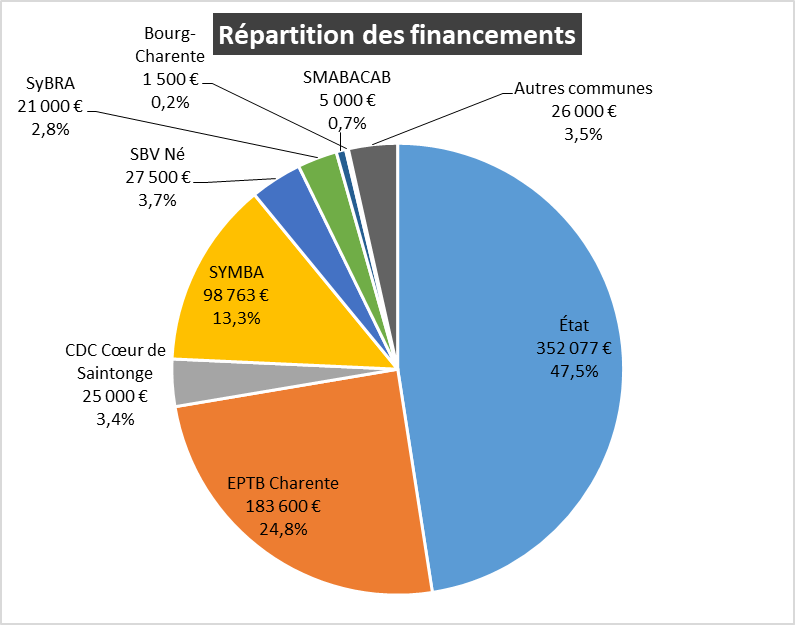 Répartition des financements
Bourg-
Charente
1 500 €
0,2%
SMABACAB
5 000 €
0,7%
Autres communes
26 000 €
3,5%
SyBRA
21 000 €
2,8%
SBV Né
27 500 €
3,7%
SYMBA
98 763 €
13,3%
État
352 077 €
47,5%
CDC Cœur de
Saintonge
25 000 €
3,4%
EPTB Charente
183 600 €
24,8%